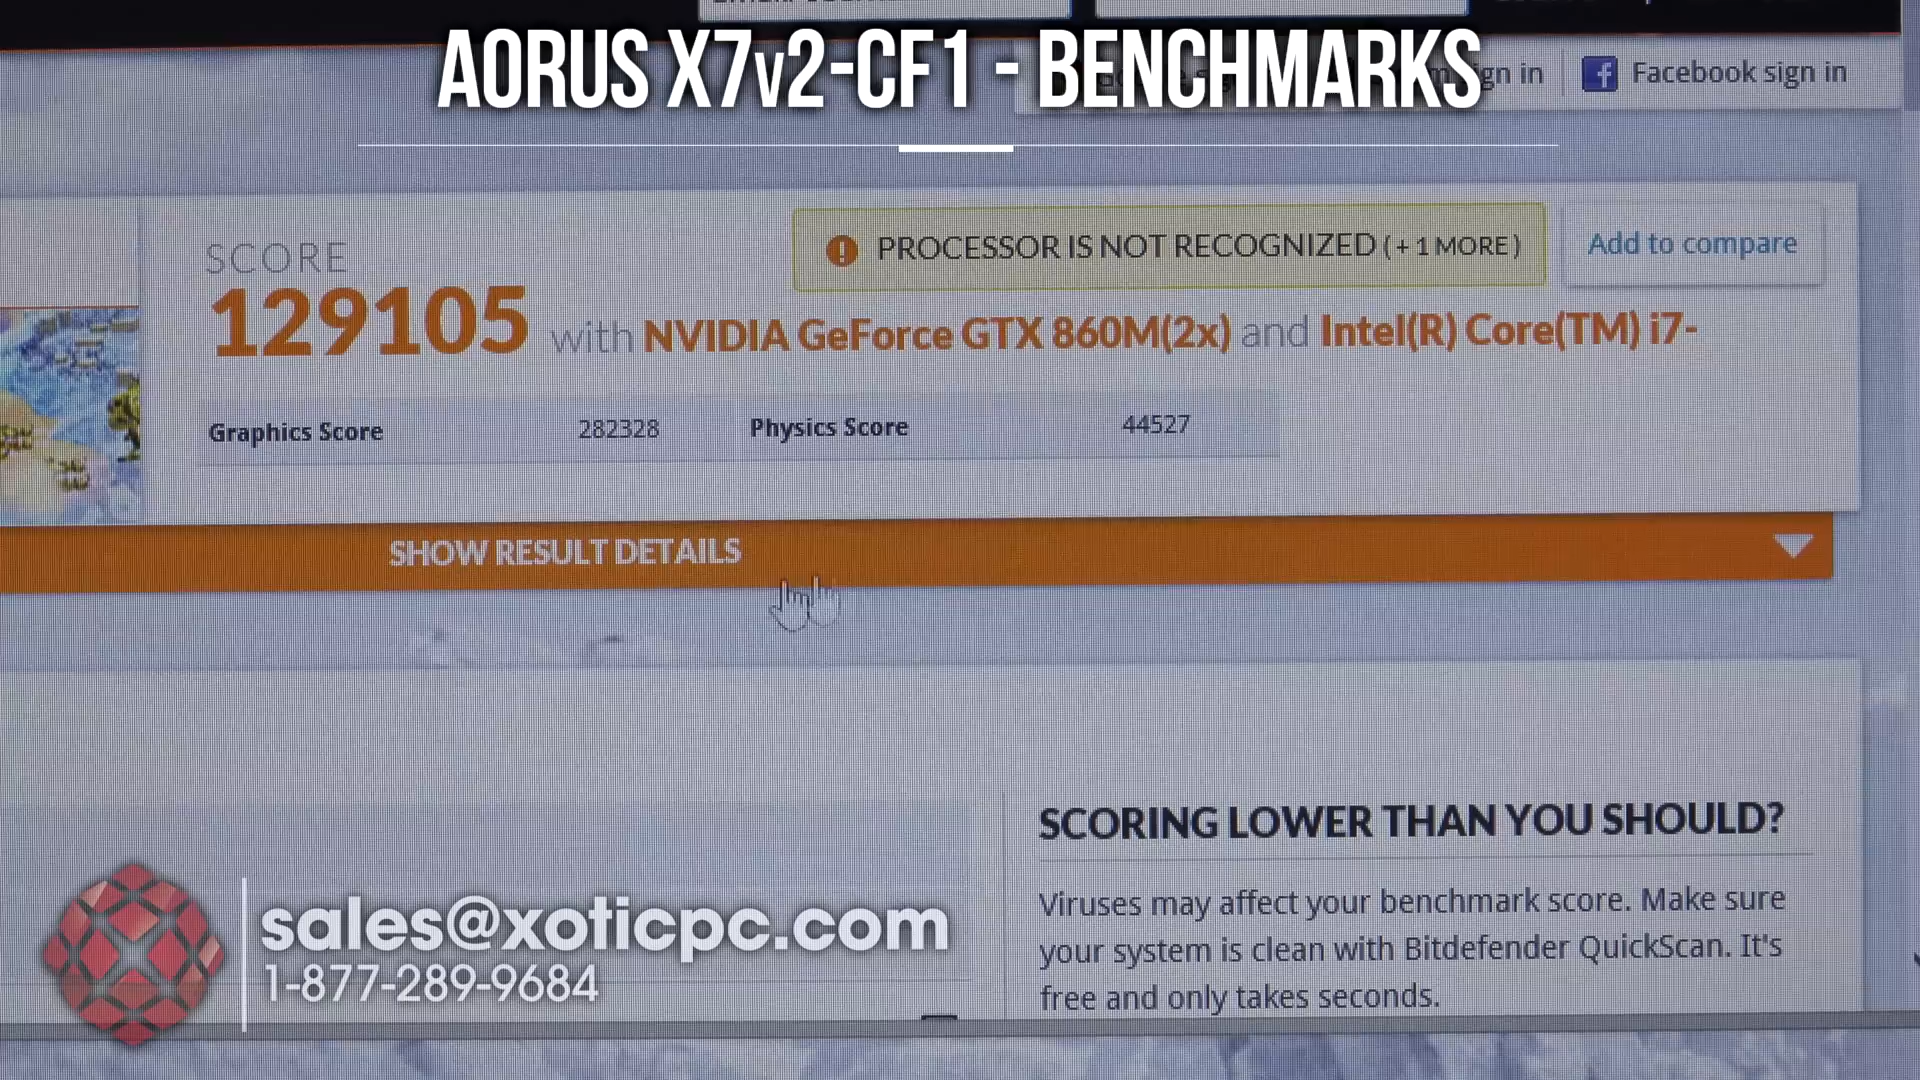 AORUS X7v2-CF1 - BENCHMARKS
gn in
Facebook sign in
SCORE
PROCESSOR IS NOT RECOGNIZED ( + 1 MORE )
Add to compare
129105 with NVIDIA GeForce GTX 860M(2x) and Intel(R) Core(TM) i7-
Graphics Score 282328 Physics Score 44527
SHOW RESULT DETAILS
SCORING LOWER THAN YOU SHOULD?
Viruses may affect your benchmark score. Make sure
your system is clean with Bitdefender QuickScan. It's
free and only takes seconds.
sales@xoticpc.com
1-877-289-9684